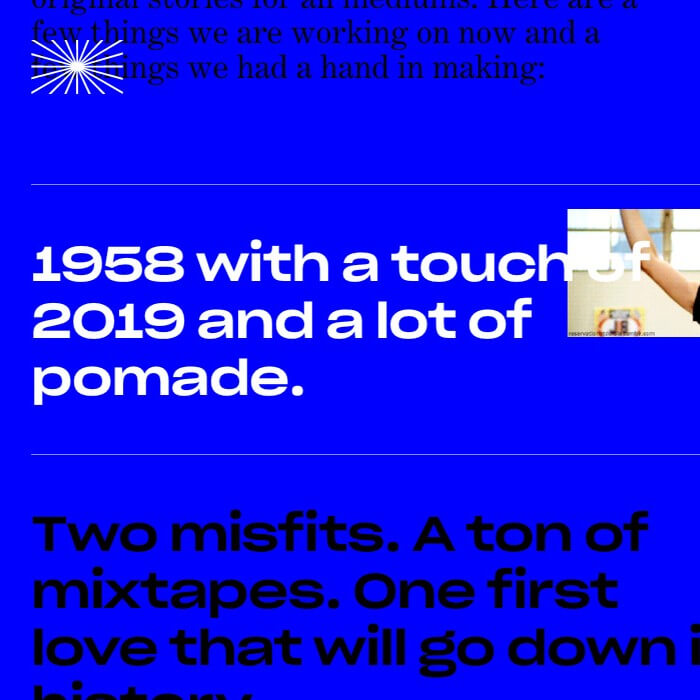 original stories for all mediums. Here are a
few things we are working on now and a
few things we had a hand in making:
1958 with a touch of
2019 and a lot of
pomade.
Two misfits. A ton of
mixtapes. One first
love that will go down
history